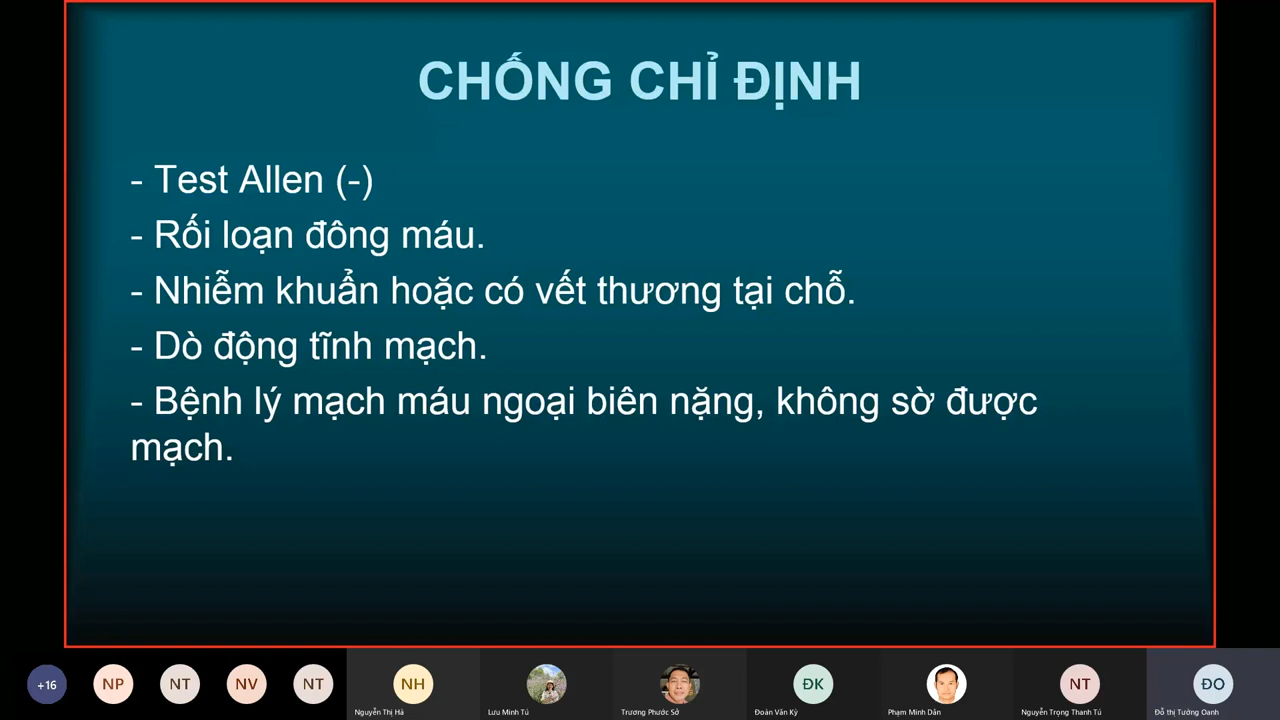 CHỐNG CHỈ ĐỊNH
- Test Allen (-)
- Rối loạn đông máu.
- Nhiễm khuẩn hoặc có vết thương tại chỗ.
- Dò động tĩnh mạch.
- Bệnh lý mạch máu ngoại biên nặng, không sờ được
mạch.
+16 NP NT NV NT NH ĐK NT ĐO
Nguyễn Thị Hà Lưu Minh Tú Trương Phước Sở Đoàn Văn Kỳ Phạm Minh Dân Nguyễn Trọng Thanh Tú Đỗ thị Tường Oanh